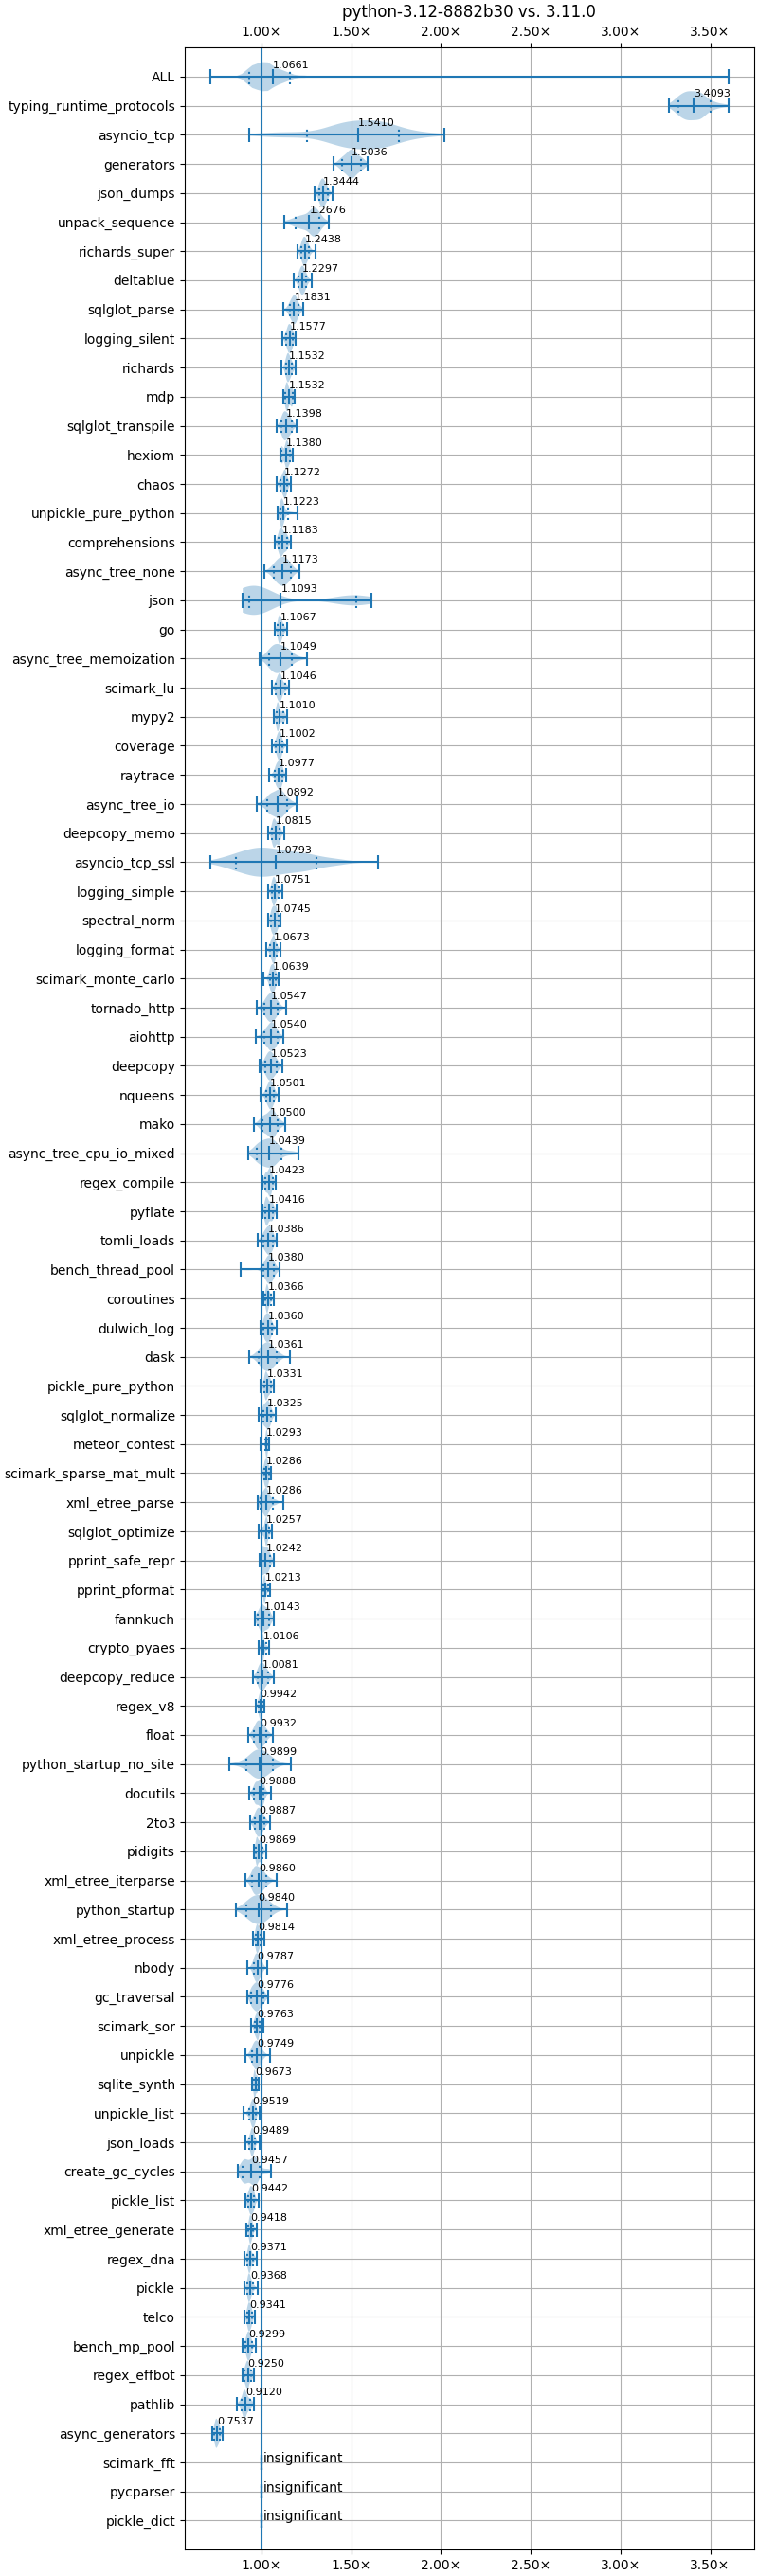 python-3.12-8882b30 vs. 3.11.0
1.00× 1.50× 2.00× 2.50× 3.00× 3.50×
ALL 1.0661
typing_runtime_protocols 3.4093
asyncio_tcp 1.5410
generators 1.5036
json_dumps 1.3444
unpack_sequence 1.2676
richards_super 1.2438
deltablue 1.2297
sqlglot_parse 1.1831
logging_silent 1.1577
richards 1.1532
mdp 1.1532
sqlglot_transpile 1.1398
hexiom 1.1380
chaos 1.1272
unpickle_pure_python 1.1223
comprehensions 1.1183
async_tree_none 1.1173
json 1.1093
go 1.1067
async_tree_memoization 1.1049
scimark_lu 1.1046
mypy2 1.1010
coverage 1.1002
raytrace 1.0977
async_tree_io 1.0892
deepcopy_memo 1.0815
asyncio_tcp_ssl 1.0793
logging_simple 1.0751
spectral_norm 1.0745
logging_format 1.0673
scimark_monte_carlo 1.0639
tornado_http 1.0547
aiohttp 1.0540
deepcopy 1.0523
nqueens 1.0501
mako 1.0500
async_tree_cpu_io_mixed 1.0439
regex_compile 1.0423
pyflate 1.0416
tomli_loads 1.0386
bench_thread_pool 1.0380
coroutines 1.0366
dulwich_log 1.0360
dask 1.0361
pickle_pure_python 1.0331
sqlglot_normalize 1.0325
meteor_contest 1.0293
scimark_sparse_mat_mult 1.0286
xml_etree_parse 1.0286
sqlglot_optimize 1.0257
pprint_safe_repr 1.0242
pprint_pformat 1.0213
fannkuch 1.0143
crypto_pyaes 1.0106
deepcopy_reduce 1.0081
regex_v8 0.9942
float 0.9932
python_startup_no_site 0.9899
docutils 0.9888
2to3 0.9887
pidigits 0.9869
xml_etree_iterparse 0.9860
python_startup 0.9840
xml_etree_process 0.9814
nbody 0.9787
gc_traversal 0.9776
scimark_sor 0.9763
unpickle 0.9749
sqlite_synth 0.9673
unpickle_list 0.9519
json_loads 0.9489
create_gc_cycles 0.9457
pickle_list 0.9442
xml_etree_generate 0.9418
regex_dna 0.9371
pickle 0.9368
telco 0.9341
bench_mp_pool 0.9299
regex_effbot 0.9250
pathlib 0.9120
async_generators 0.7537
scimark_fft insignificant
pycparser insignificant
pickle_dict insignificant
1.00× 1.50× 2.00× 2.50× 3.00× 3.50×